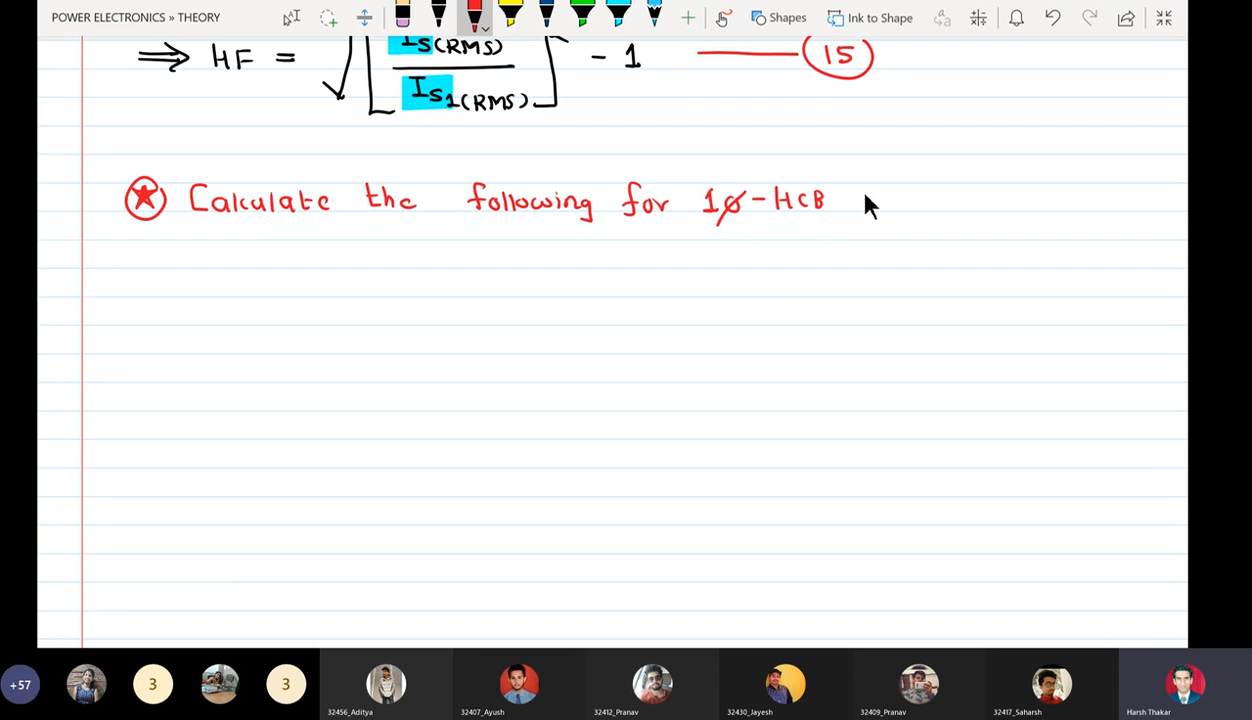 POWER ELECTRONICS » THEORY
Shapes
Ink to Shape
⟹ HF = √[ Is(RMS) / Is1(RMS) ] - 1 ——— 15
★ Calculate the following for 1φ - HCB
+57
3
3
32456_Aditya
32407_Ayush
32412_Pranav
32430_Jayesh
32409_Pranav
32417_Saharsh
Harsh Thakar